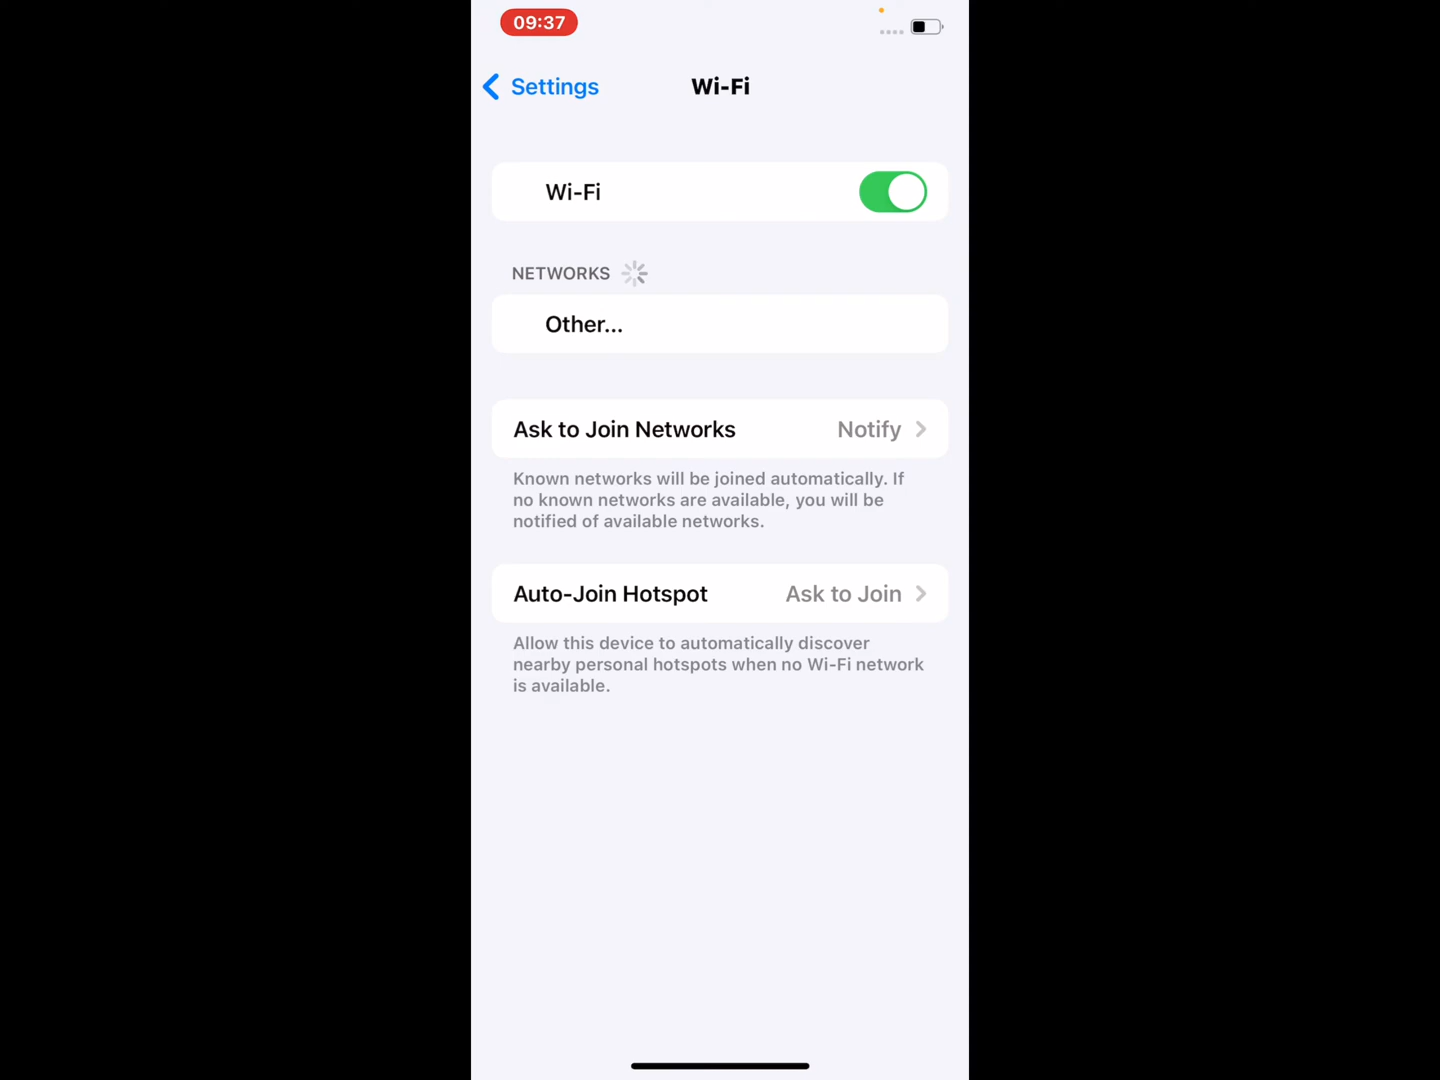 09:37
Settings
Wi-Fi
Wi-Fi
NETWORKS
Other...
Ask to Join Networks Notify
Known networks will be joined automatically. If
no known networks are available, you will be
notified of available networks.
Auto-Join Hotspot Ask to Join
Allow this device to automatically discover
nearby personal hotspots when no Wi-Fi network
is available.